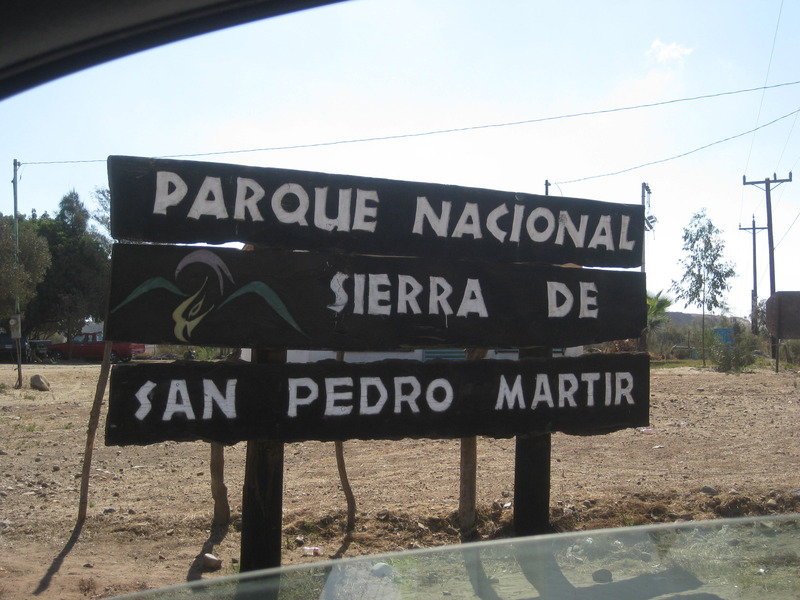 PARQUE NACIONAL
SIERRA DE
SAN PEDRO MARTIR